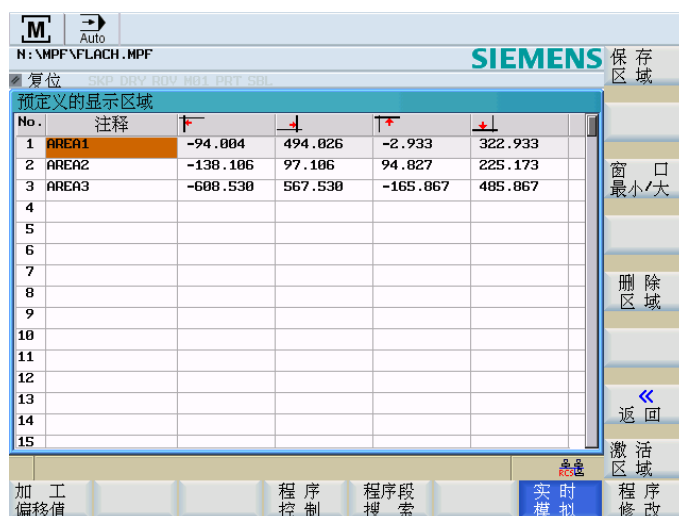 M Auto
N:\MPF\FLACH.MPF SIEMENS
复位 SKP DRY ROV M01 PRT SBL
预定义的显示区域
No. 注释
1 AREA1 -94.004 494.026 -2.933 322.933
2 AREA2 -138.106 97.106 94.827 225.173
3 AREA3 -608.530 567.530 -165.867 485.867
4
5
6
7
8
9
10
11
12
13
14
15
RCS
保存
区域
窗口
最小/大
删除
区域
«
返回
激活
区域
加工
偏移值
程序
控制
程序段
搜索
实时
模拟
程序
修改